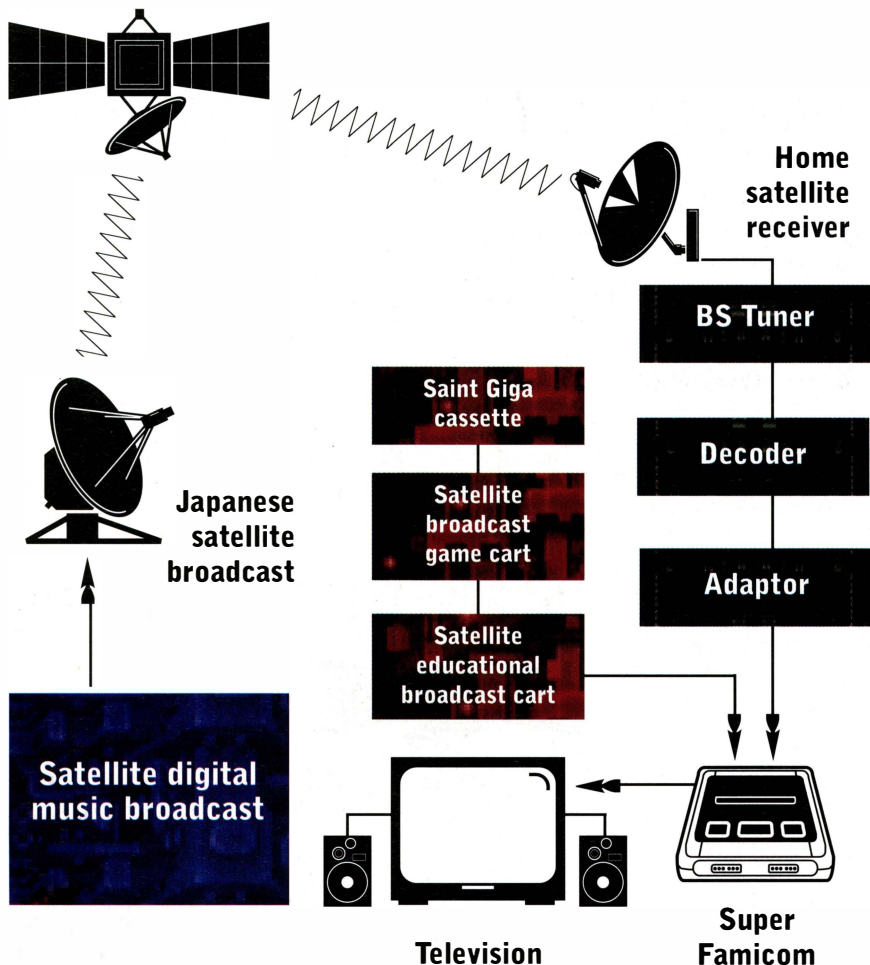 Home
satellite
receiver
BS Tuner
Saint Giga
cassette
Decoder
Satellite
broadcast
game cart
Japanese
satellite
broadcast
Adaptor
Satellite
educational
broadcast cart
Satellite digital
music broadcast
Television
Super
Famicom